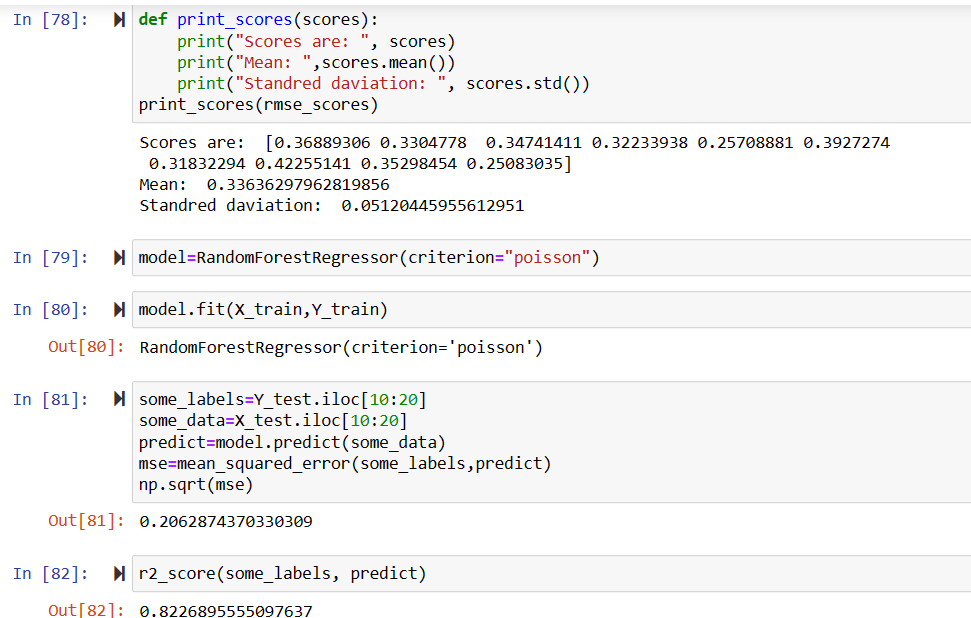 In [78]: def print_scores(scores):
print("Scores are: ", scores)
print("Mean: ",scores.mean())
print("Standred daviation: ", scores.std())
print_scores(rmse_scores)
Scores are:  [0.36889306 0.3304778  0.34741411 0.32233938 0.25708881 0.3927274
0.31832294 0.42255141 0.35298454 0.25083035]
Mean:  0.33636297962819856
Standred daviation:  0.05120445955612951
In [79]: model=RandomForestRegressor(criterion="poisson")
In [80]: model.fit(X_train,Y_train)
Out[80]: RandomForestRegressor(criterion='poisson')
In [81]: some_labels=Y_test.iloc[10:20]
some_data=X_test.iloc[10:20]
predict=model.predict(some_data)
mse=mean_squared_error(some_labels,predict)
np.sqrt(mse)
Out[81]: 0.2062874370330309
In [82]: r2_score(some_labels, predict)
Out[82]: 0.8226895555097637